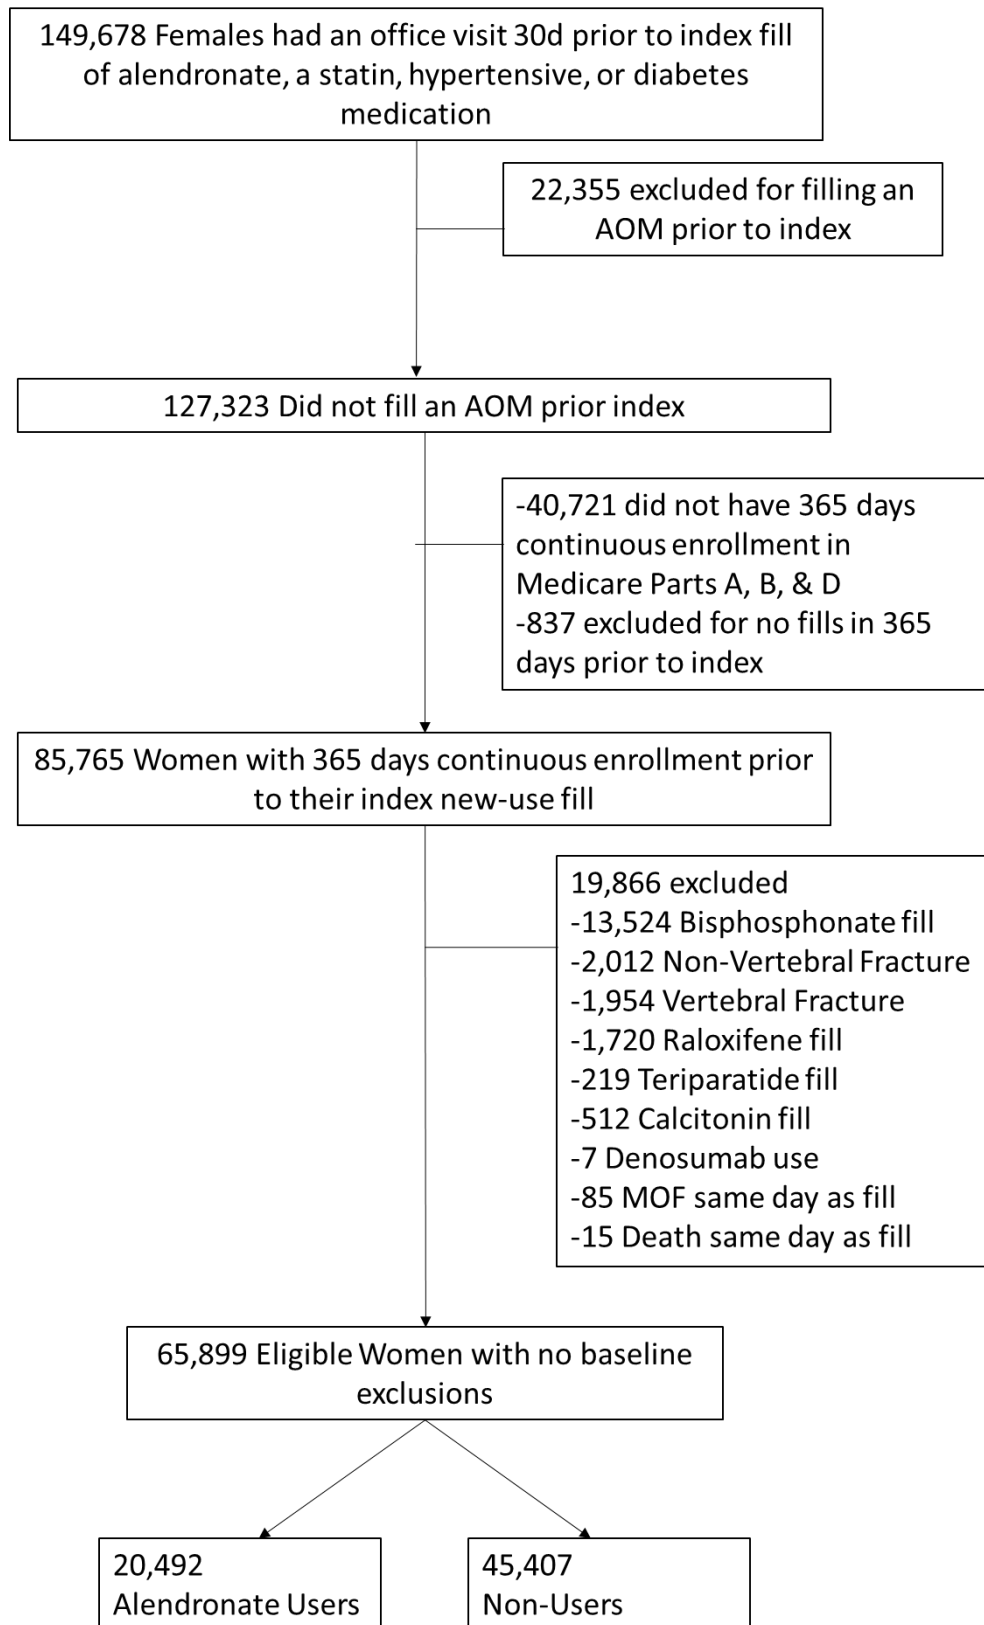 149,678 Females had an office visit 30d prior to index fill
of alendronate, a statin, hypertensive, or diabetes
medication
22,355 excluded for filling an
AOM prior to index
127,323 Did not fill an AOM prior index
-40,721 did not have 365 days
continuous enrollment in
Medicare Parts A, B, & D
-837 excluded for no fills in 365
days prior to index
85,765 Women with 365 days continuous enrollment prior
to their index new-use fill
19,866 excluded
-13,524 Bisphosphonate fill
-2,012 Non-Vertebral Fracture
-1,954 Vertebral Fracture
-1,720 Raloxifene fill
-219 Teriparatide fill
-512 Calcitonin fill
-7 Denosumab use
-85 MOF same day as fill
-15 Death same day as fill
65,899 Eligible Women with no baseline
exclusions
20,492
Alendronate Users
45,407
Non-Users